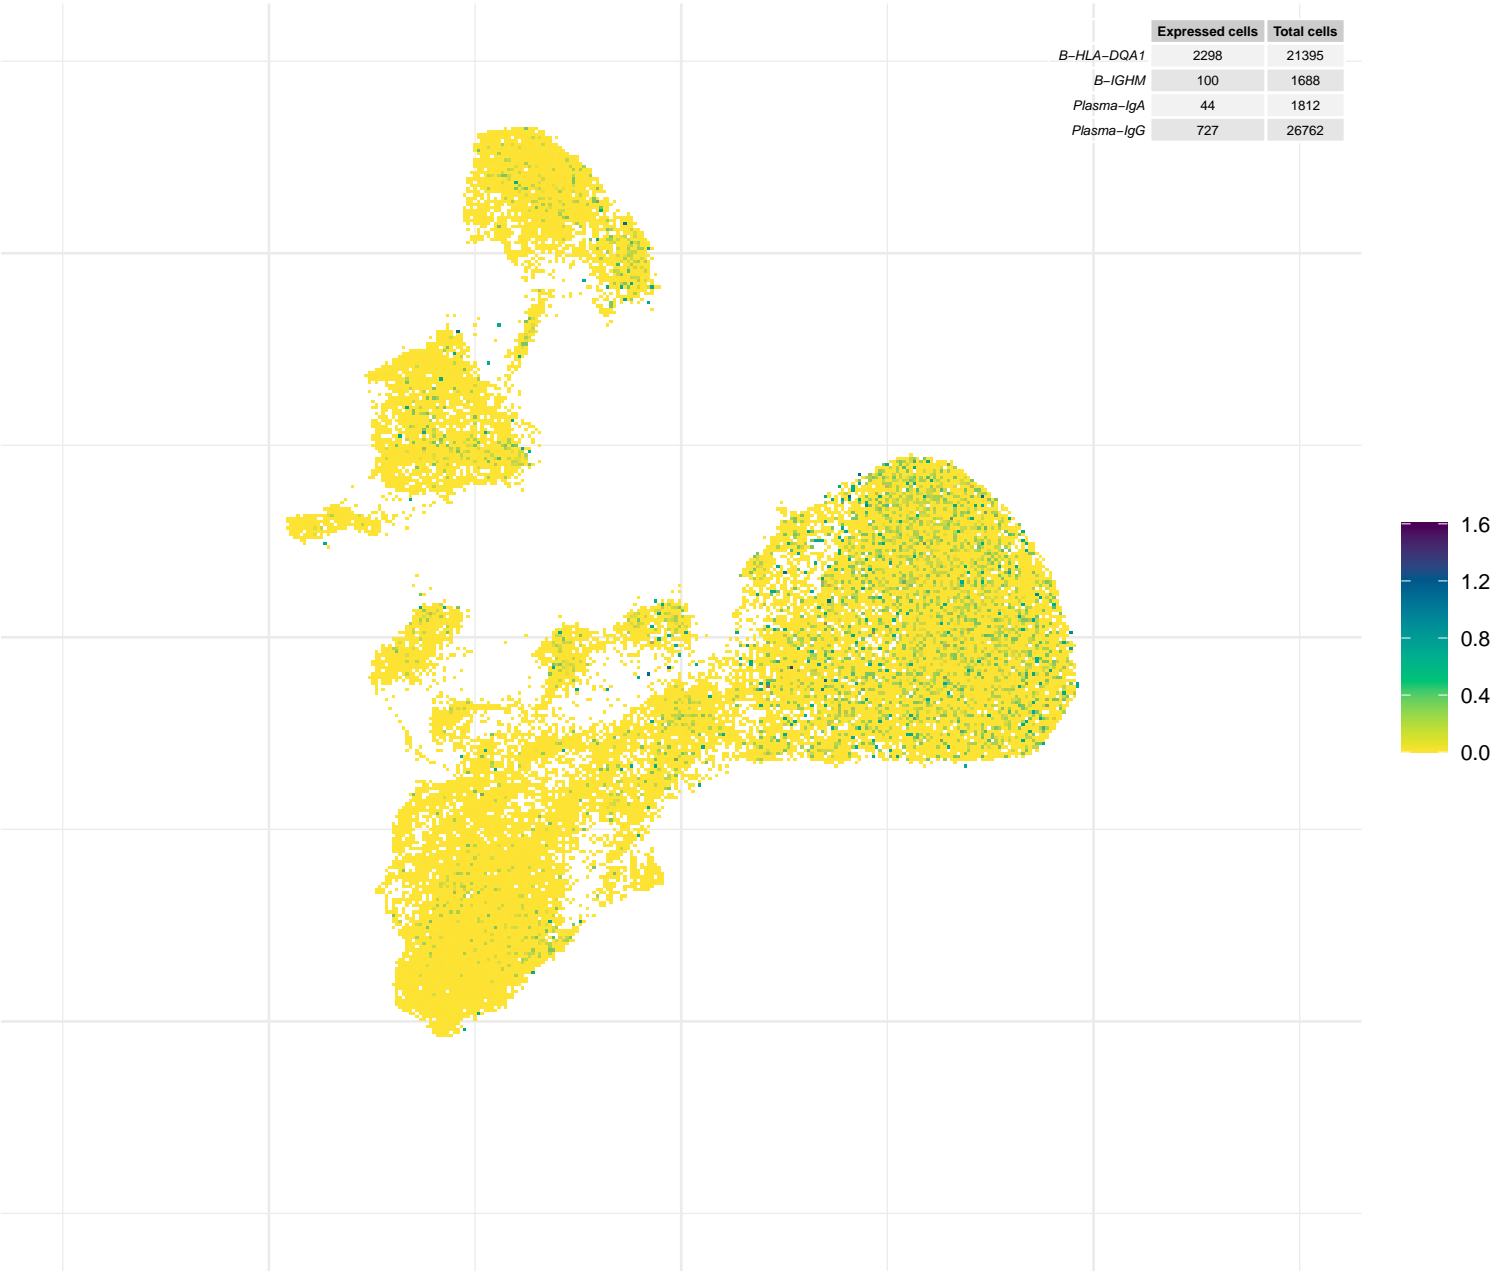 Expressed cells Total cells
B−HLA−DQA1 2298 21395
B−IGHM 100 1688
Plasma−IgA 44 1812
Plasma−IgG 727 26762
1.6
1.2
0.8
0.4
0.0